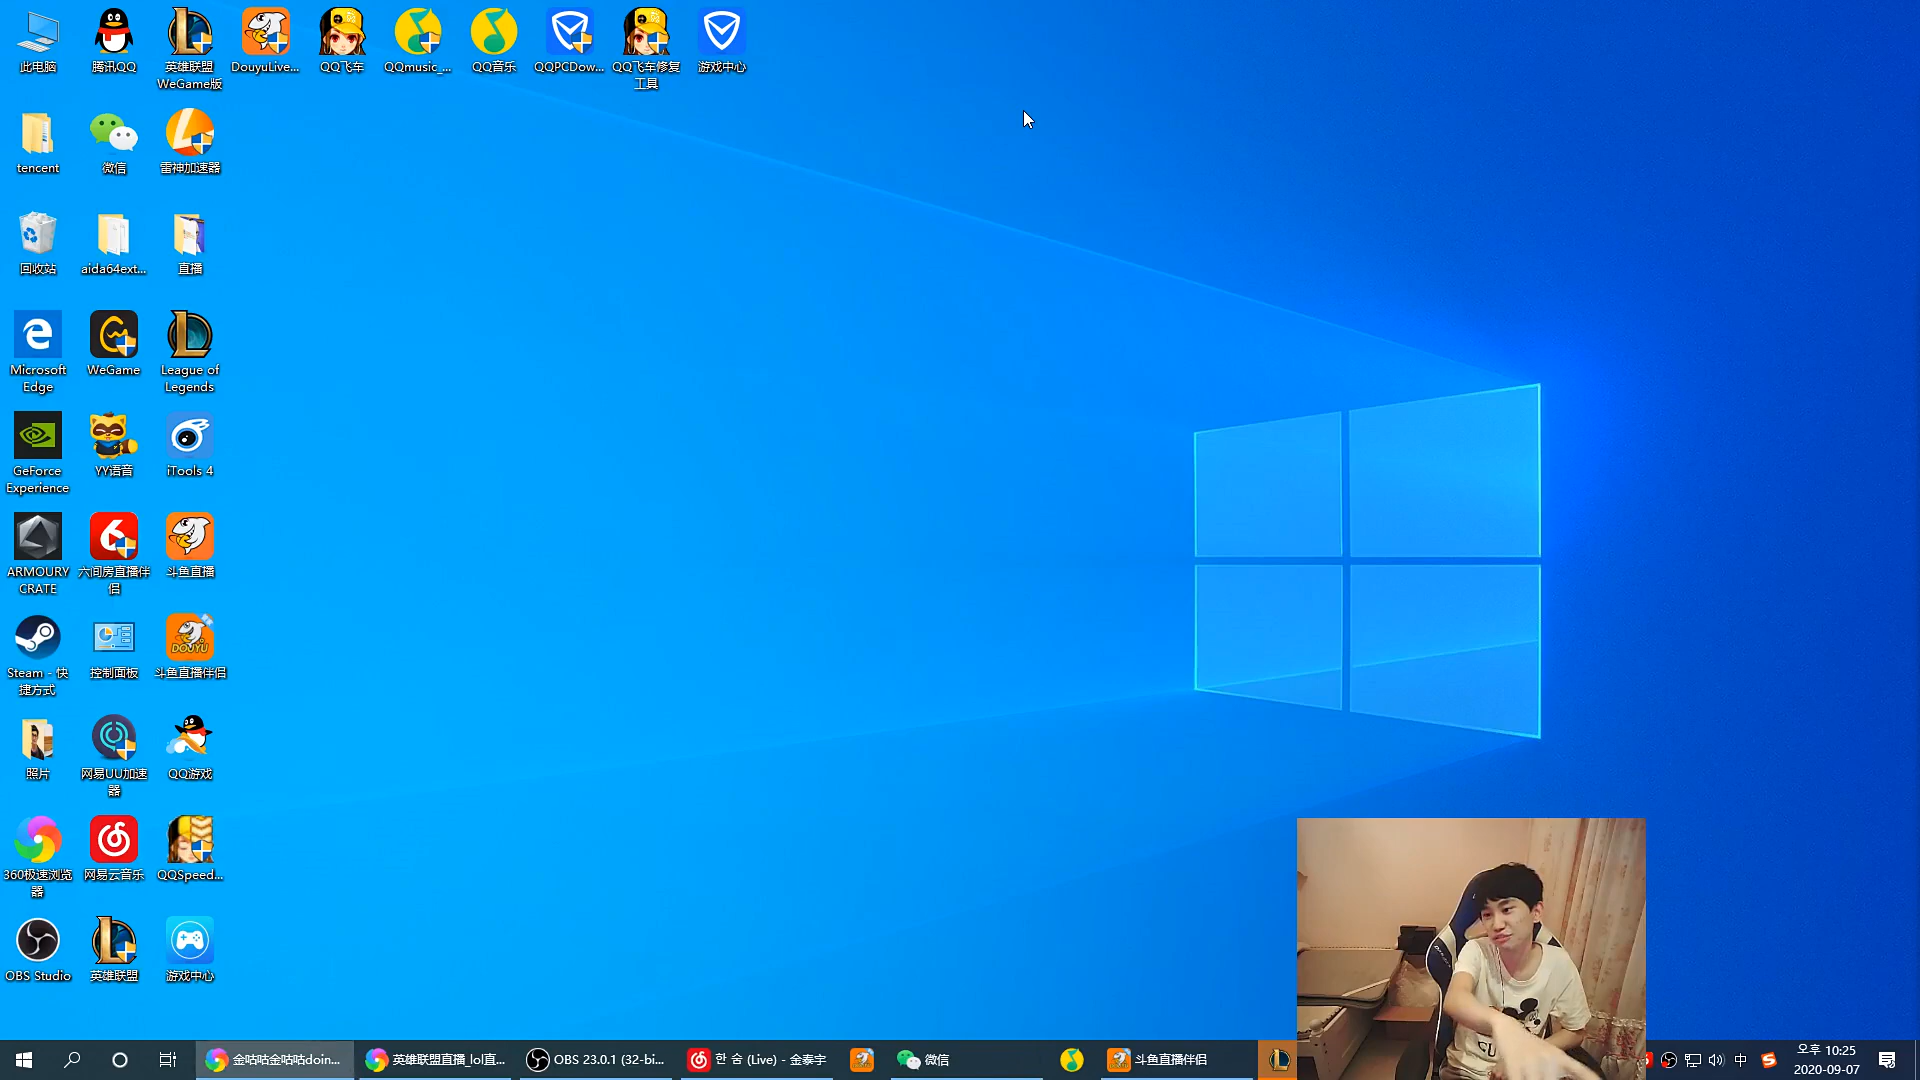 此电脑
腾讯QQ
英雄联盟
WeGame版
DouyuLive...
QQ飞车
QQmusic_...
QQ音乐
QQPCDow...
QQ飞车修复
工具
游戏中心
tencent
微信
雷神加速器
回收站
aida64ext...
直播
Microsoft
Edge
WeGame
League of
Legends
GeForce
Experience
YY语音
iTools 4
ARMOURY
CRATE
六间房直播伴
侣
斗鱼直播
Steam - 快
捷方式
控制面板
DOUYU
斗鱼直播伴侣
照片
网易UU加速
器
QQ游戏
360极速浏览
器
网易云音乐
QQSpeed...
OBS Studio
英雄联盟
游戏中心
金咕咕金咕咕doin...
英雄联盟直播_lol直...
OBS 23.0.1 (32-bi...
한 숨 (Live) - 金泰宇
微信
斗鱼直播伴侣
中
오후 10:25
2020-09-07